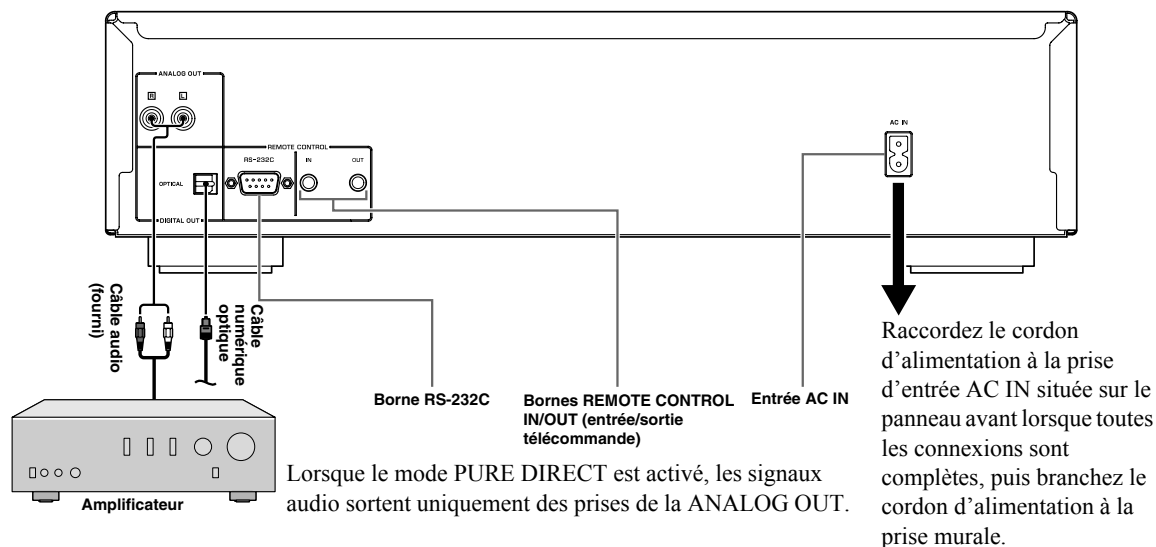 ANALOG OUT
R L
REMOTE CONTROL
RS-232C
IN
OUT
OPTICAL
DIGITAL OUT
AC IN
Câble audio
(fourni)
Câble
numérique
optique
Borne RS-232C
Bornes REMOTE CONTROL
IN/OUT (entrée/sortie
télécommande)
Entrée AC IN
Amplificateur
Lorsque le mode PURE DIRECT est activé, les signaux
audio sortent uniquement des prises de la ANALOG OUT.
Raccordez le cordon
d’alimentation à la prise
d’entrée AC IN située sur le
panneau avant lorsque toutes
les connexions sont
complètes, puis branchez le
cordon d’alimentation à la
prise murale.